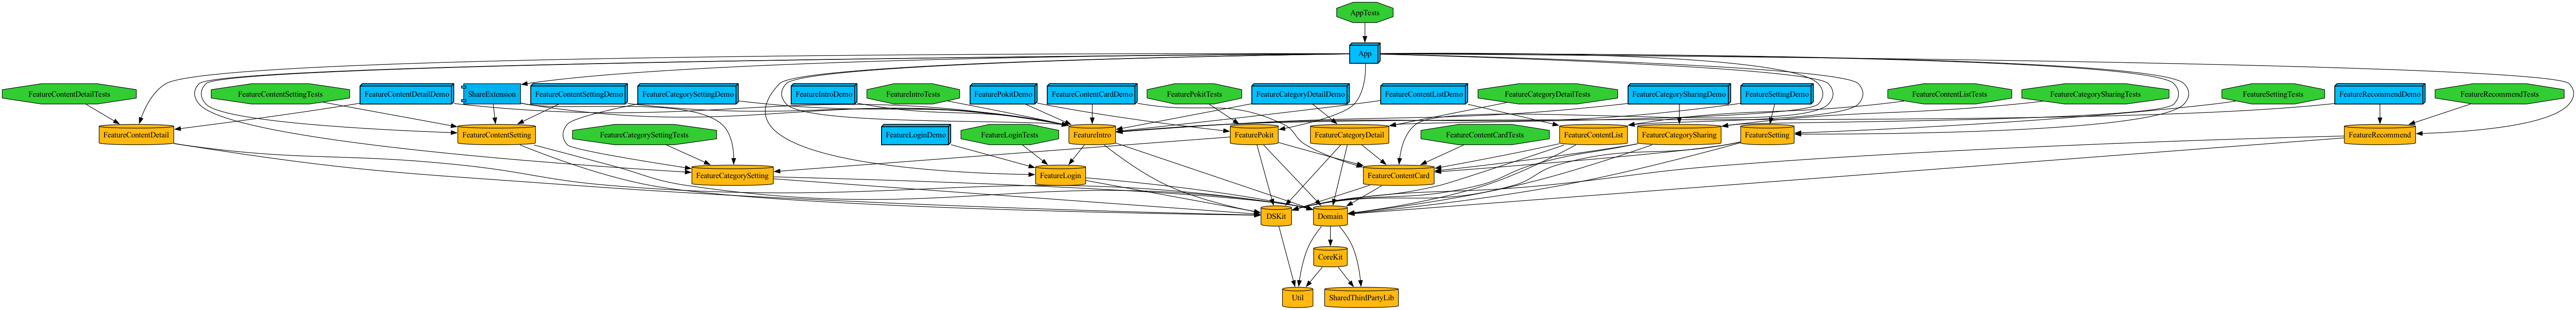 AppTests
App
FeatureContentDetailTests
FeatureContentSettingTests
FeatureContentDetailDemo
ShareExtension
FeatureContentSettingDemo
FeatureCategorySettingDemo
FeatureIntroDemo
FeatureIntroTests
FeaturePokitDemo
FeatureContentCardDemo
FeaturePokitTests
FeatureCategoryDetailDemo
FeatureContentListDemo
FeatureCategoryDetailTests
FeatureCategorySharingDemo
FeatureSettingDemo
FeatureContentListTests
FeatureCategorySharingTests
FeatureSettingTests
FeatureRecommendDemo
FeatureRecommendTests
FeatureContentDetail
FeatureContentSetting
FeatureCategorySettingTests
FeatureLoginDemo
FeatureLoginTests
FeatureIntro
FeaturePokit
FeatureCategoryDetail
FeatureContentCardTests
FeatureContentList
FeatureCategorySharing
FeatureSetting
FeatureRecommend
FeatureCategorySetting
FeatureLogin
FeatureContentCard
DSKit
Domain
CoreKit
Util
SharedThirdPartyLib